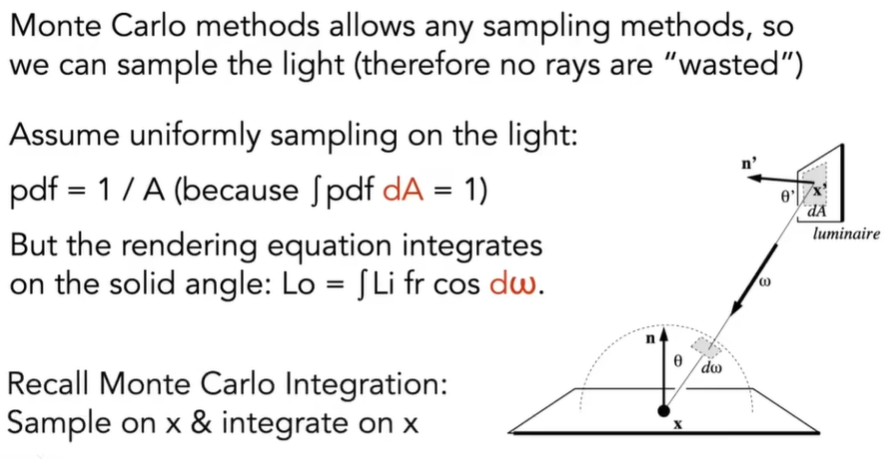 Monte Carlo methods allows any sampling methods, so
we can sample the light (therefore no rays are “wasted”)
Assume uniformly sampling on the light:
pdf = 1 / A (because ∫pdf dA = 1)
But the rendering equation integrates
on the solid angle: Lo = ∫Li fr cos dω.
Recall Monte Carlo Integration:
Sample on x & integrate on x
n'
θ'
x'
dA
luminaire
ω
n
θ
dω
x